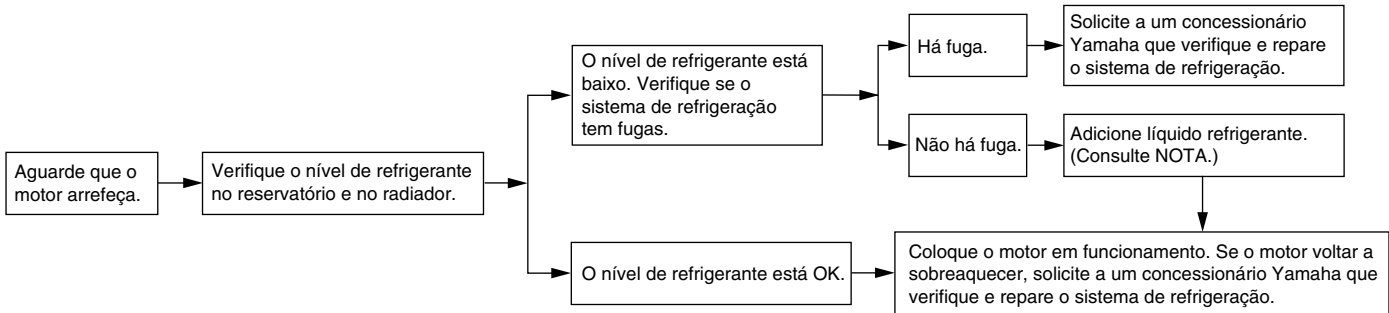 Aguarde que o
motor arrefeça.
Verifique o nível de refrigerante
no reservatório e no radiador.
O nível de refrigerante está
baixo. Verifique se o
sistema de refrigeração
tem fugas.
Há fuga.
Solicite a um concessionário
Yamaha que verifique e repare
o sistema de refrigeração.
Não há fuga.
Adicione líquido refrigerante.
(Consulte NOTA.)
O nível de refrigerante está OK.
Coloque o motor em funcionamento. Se o motor voltar a
sobreaquecer, solicite a um concessionário Yamaha que
verifique e repare o sistema de refrigeração.